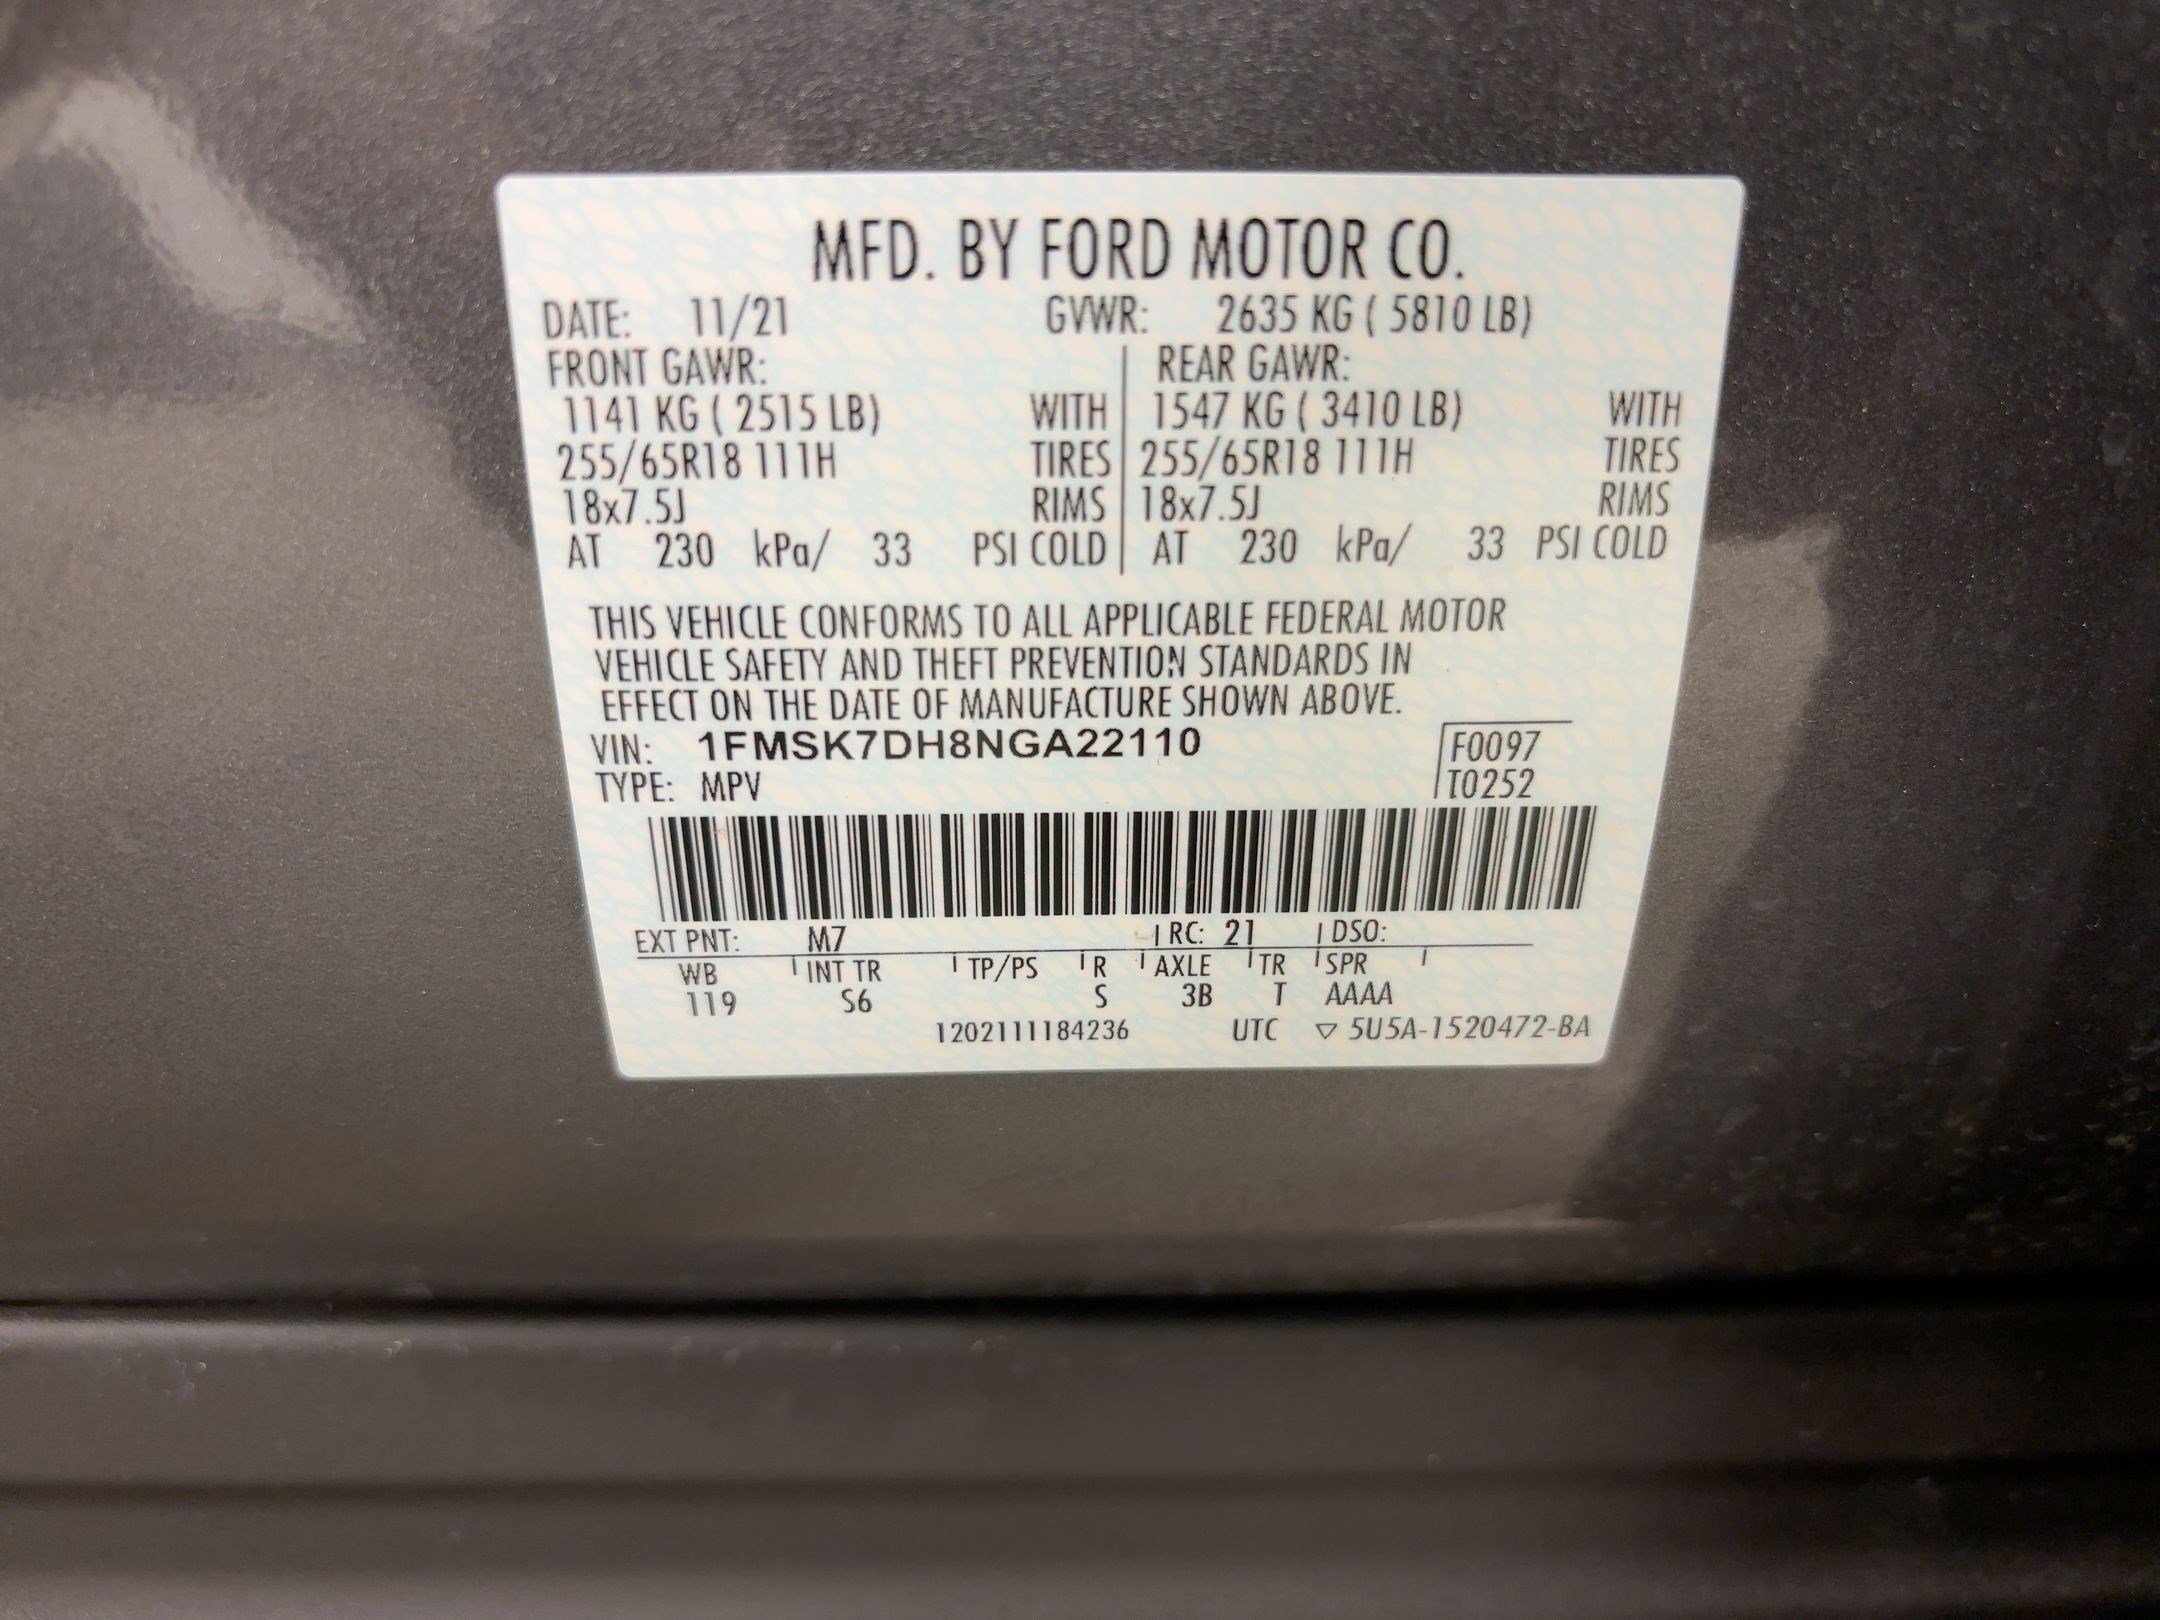 MFD. BY FORD MOTOR CO.
DATE: 11/21 GVWR: 2635 KG ( 5810 LB)
FRONT GAWR: REAR GAWR:
1141 KG ( 2515 LB) WITH 1547 KG ( 3410 LB) WITH
255/65R18 111H TIRES 255/65R18 111H TIRES
18x7.5J RIMS 18x7.5J RIMS
AT 230 kPa/ 33 PSI COLD AT 230 kPa/ 33 PSI COLD
THIS VEHICLE CONFORMS TO ALL APPLICABLE FEDERAL MOTOR
VEHICLE SAFETY AND THEFT PREVENTION STANDARDS IN
EFFECT ON THE DATE OF MANUFACTURE SHOWN ABOVE.
VIN: 1FMSK7DH8NGA22110 F0097
TYPE: MPV T0252
EXT PNT: M7 RC: 21 DSO:
WB INT TR TP/PS R AXLE TR SPR
119 S6 S 3B T AAAA
1202111184236 UTC ▽ 5U5A-1520472-BA